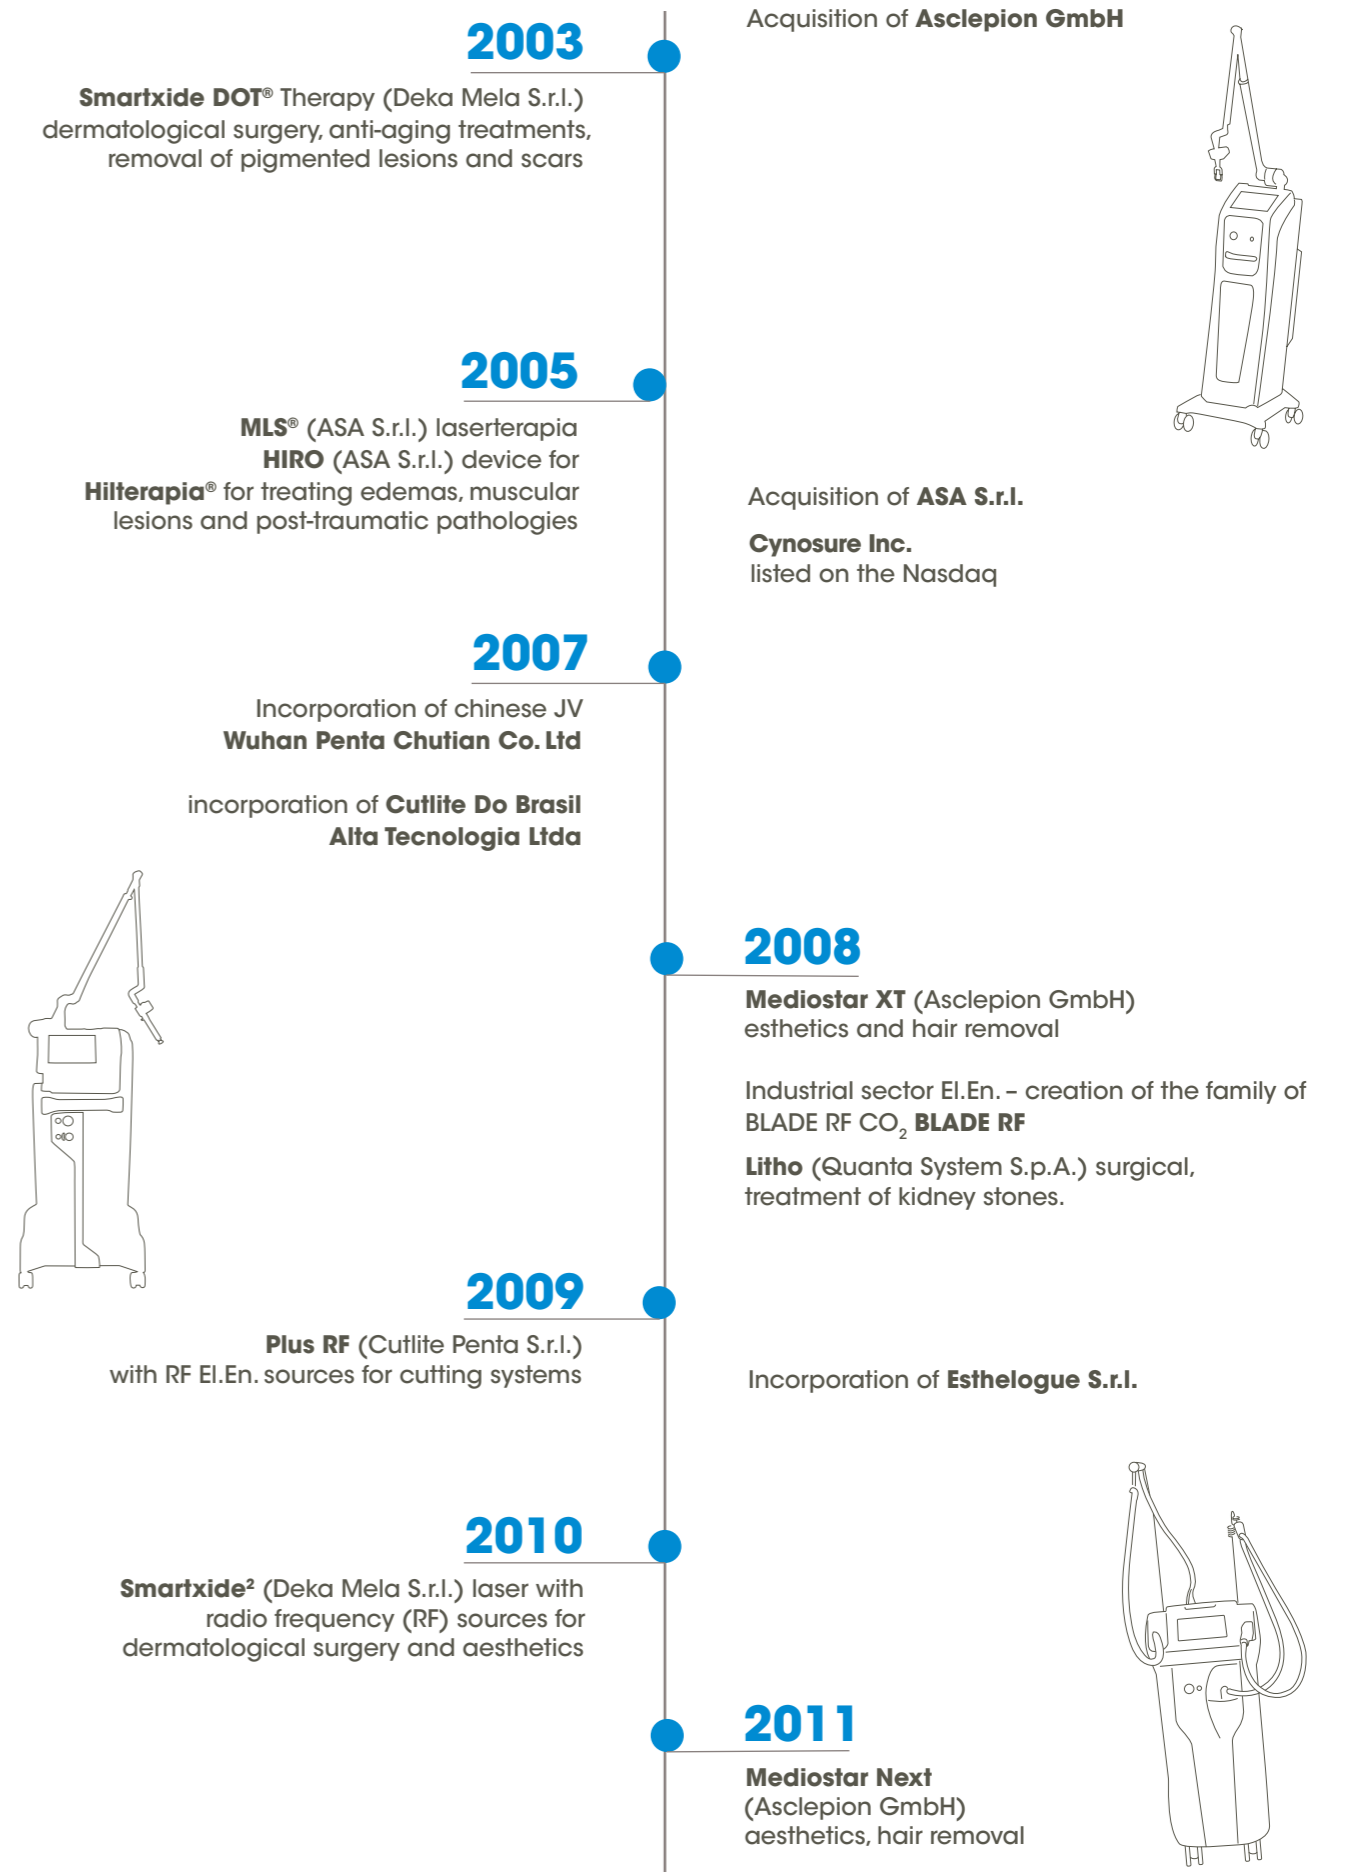 Acquisition of Asclepion GmbH
2003
Smartxide DOT® Therapy (Deka Mela S.r.l.)
dermatological surgery, anti-aging treatments,
removal of pigmented lesions and scars
2005
MLS® (ASA S.r.l.) laserterapia
HIRO (ASA S.r.l.) device for
Hilterapia® for treating edemas, muscular
lesions and post-traumatic pathologies
Acquisition of ASA S.r.l.
Cynosure Inc.
listed on the Nasdaq
2007
Incorporation of chinese JV
Wuhan Penta Chutian Co. Ltd
incorporation of Cutlite Do Brasil
Alta Tecnologia Ltda
2008
Mediostar XT (Asclepion GmbH)
esthetics and hair removal
Industrial sector El.En. – creation of the family of
BLADE RF CO₂ BLADE RF
Litho (Quanta System S.p.A.) surgical,
treatment of kidney stones.
2009
Plus RF (Cutlite Penta S.r.l.)
with RF El.En. sources for cutting systems
Incorporation of Esthelogue S.r.l.
2010
Smartxide² (Deka Mela S.r.l.) laser with
radio frequency (RF) sources for
dermatological surgery and aesthetics
2011
Mediostar Next
(Asclepion GmbH)
aesthetics, hair removal